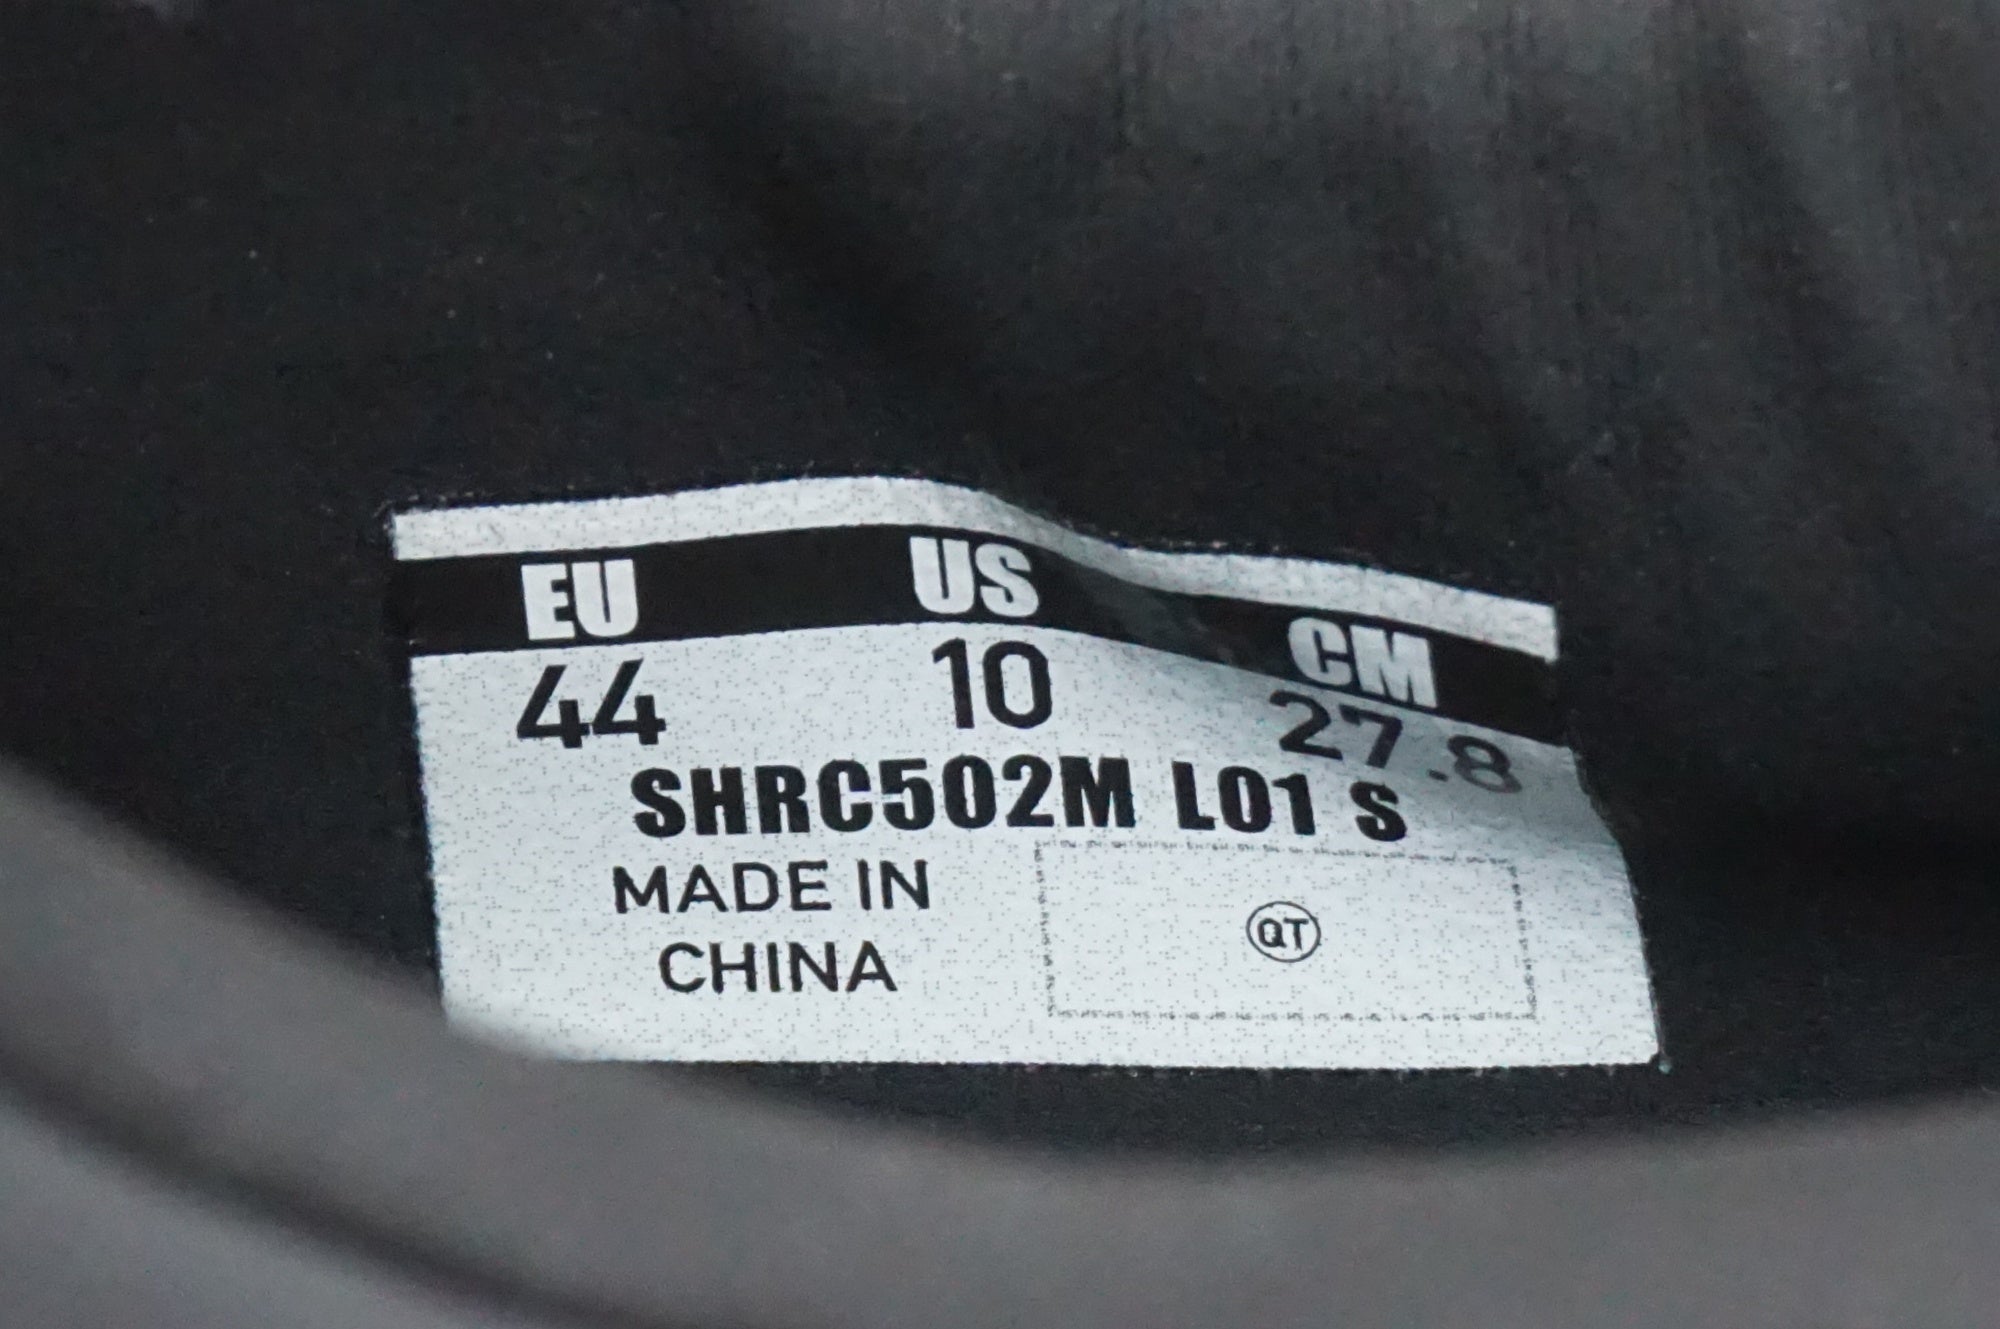 EU US CM
44 10 27.8
SHRC502M L01 S
MADE IN
CHINA
QT